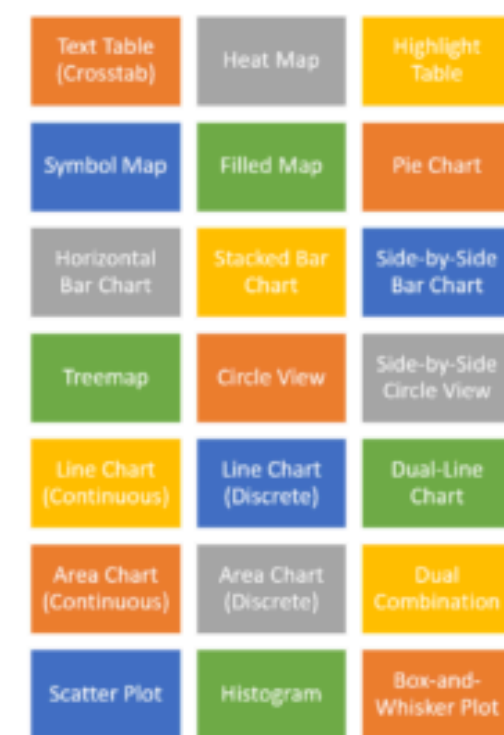 Text Table
(Crosstab)
Heat Map
Highlight
Table
Symbol Map
Filled Map
Pie Chart
Horizontal
Bar Chart
Stacked Bar
Chart
Side-by-Side
Bar Chart
Treemap
Circle View
Side-by-Side
Circle View
Line Chart
(Continuous)
Line Chart
(Discrete)
Dual-Line
Chart
Area Chart
(Continuous)
Area Chart
(Discrete)
Dual
Combination
Scatter Plot
Histogram
Box-and-
Whisker Plot